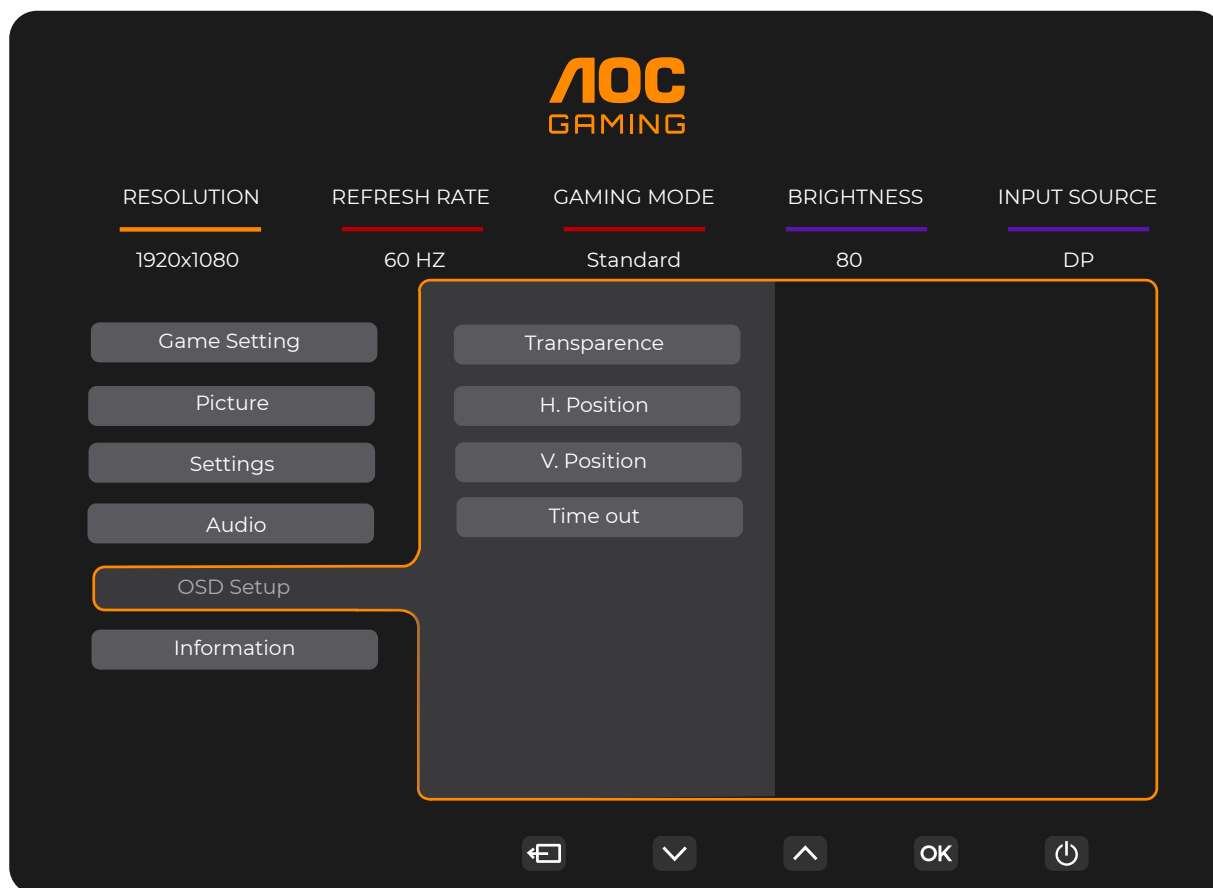 AOC
GAMING
RESOLUTION REFRESH RATE GAMING MODE BRIGHTNESS INPUT SOURCE
1920x1080 60 HZ Standard 80 DP
Game Setting Transparence
Picture H. Position
Settings V. Position
Audio Time out
OSD Setup
Information
OK